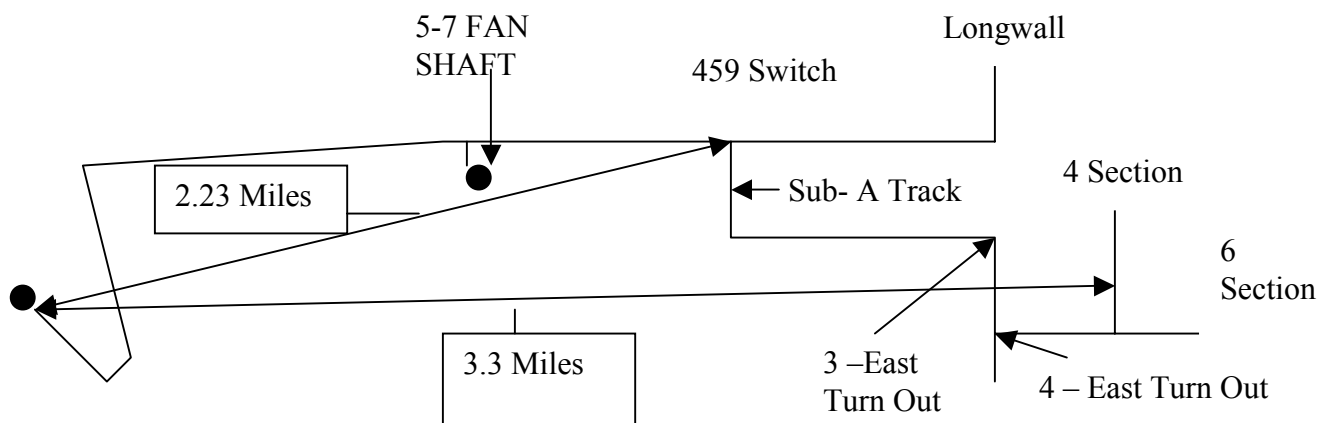 5-7 FAN
SHAFT
Longwall
459 Switch
2.23 Miles
Sub- A Track
4 Section
6
Section
3.3 Miles
3 –East
Turn Out
4 – East Turn Out